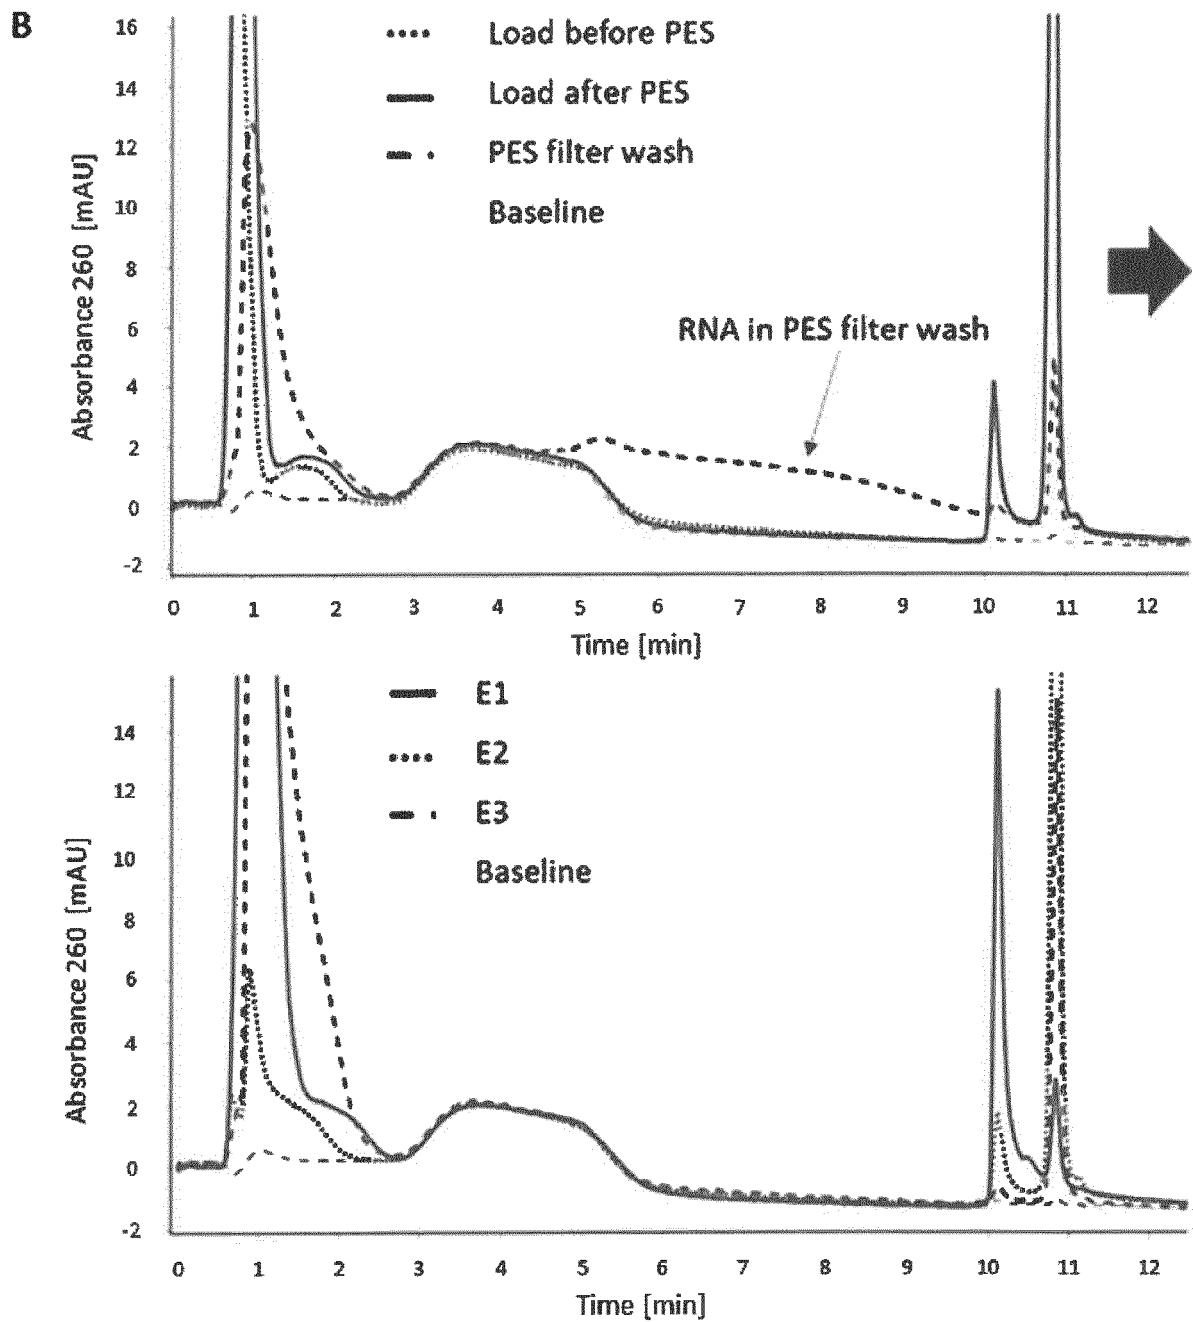 B
16
14
12
10
8
6
4
2
0
-2
Absorbance 260 [mAU]
Load before PES
Load after PES
PES filter wash
Baseline
RNA in PES filter wash
0 1 2 3 4 5 6 7 8 9 10 11 12
Time [min]
14
12
10
8
6
4
2
0
-2
Absorbance 260 [mAU]
E1
E2
E3
Baseline
0 1 2 3 4 5 6 7 8 9 10 11 12
Time [min]